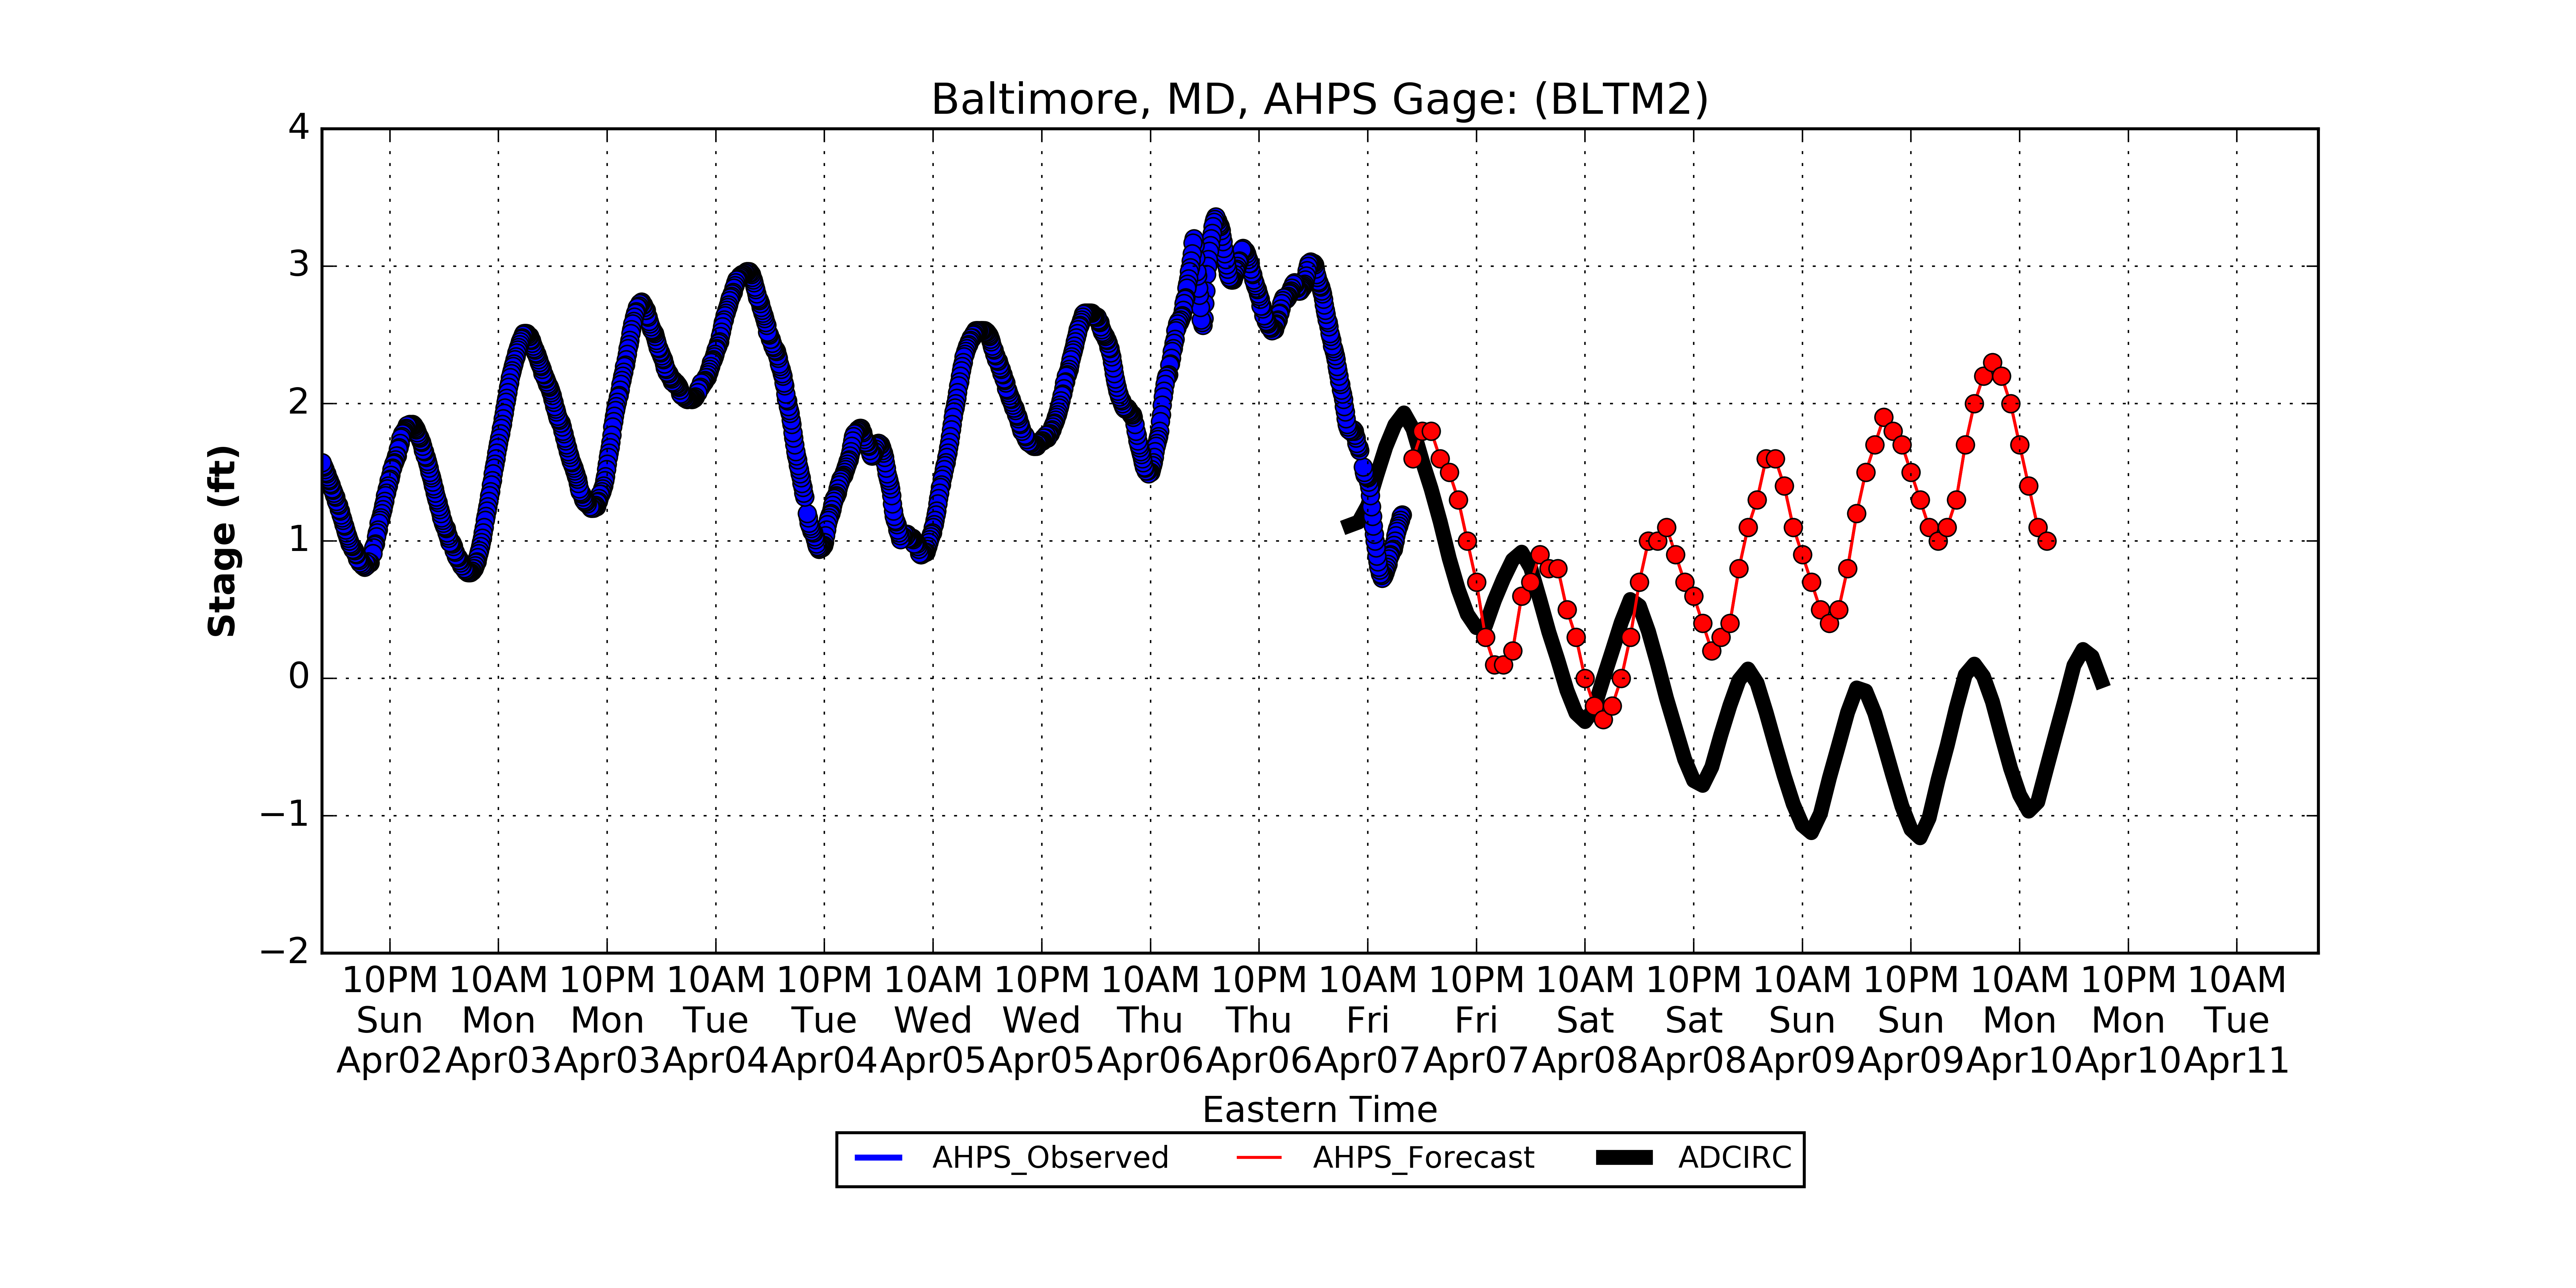 Baltimore, MD, AHPS Gage: (BLTM2)
4
3
2
1
0
−1
−2
Stage (ft)
10PM 10AM 10PM 10AM 10PM 10AM 10PM 10AM 10PM 10AM 10PM 10AM 10PM 10AM 10PM 10AM 10PM 10AM
Sun Mon Mon Tue Tue Wed Wed Thu Thu Fri Fri Sat Sat Sun Sun Mon Mon Tue
Apr02 Apr03 Apr03 Apr04 Apr04 Apr05 Apr05 Apr06 Apr06 Apr07 Apr07 Apr08 Apr08 Apr09 Apr09 Apr10 Apr10 Apr11
Eastern Time
AHPS_Observed AHPS_Forecast ADCIRC